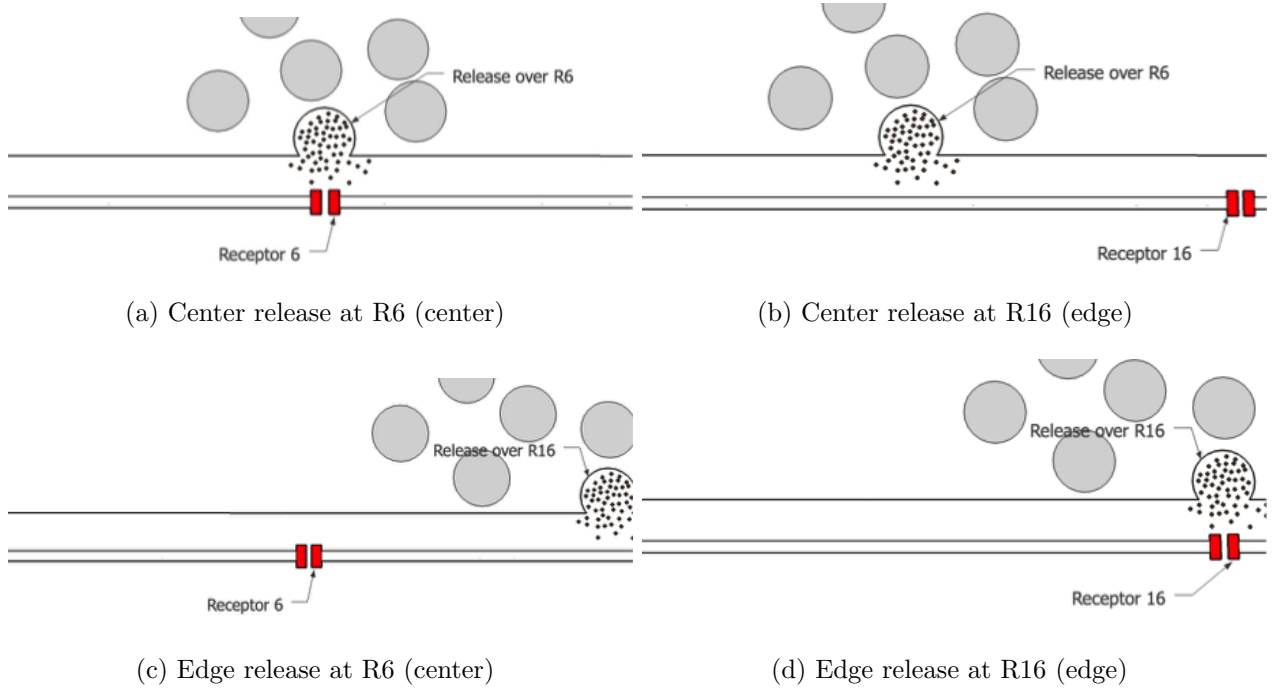 Release over R6
Receptor 6
(a) Center release at R6 (center)
Release over R6
Receptor 16
(b) Center release at R16 (edge)
Release over R16
Receptor 6
(c) Edge release at R6 (center)
Release over R16
Receptor 16
(d) Edge release at R16 (edge)